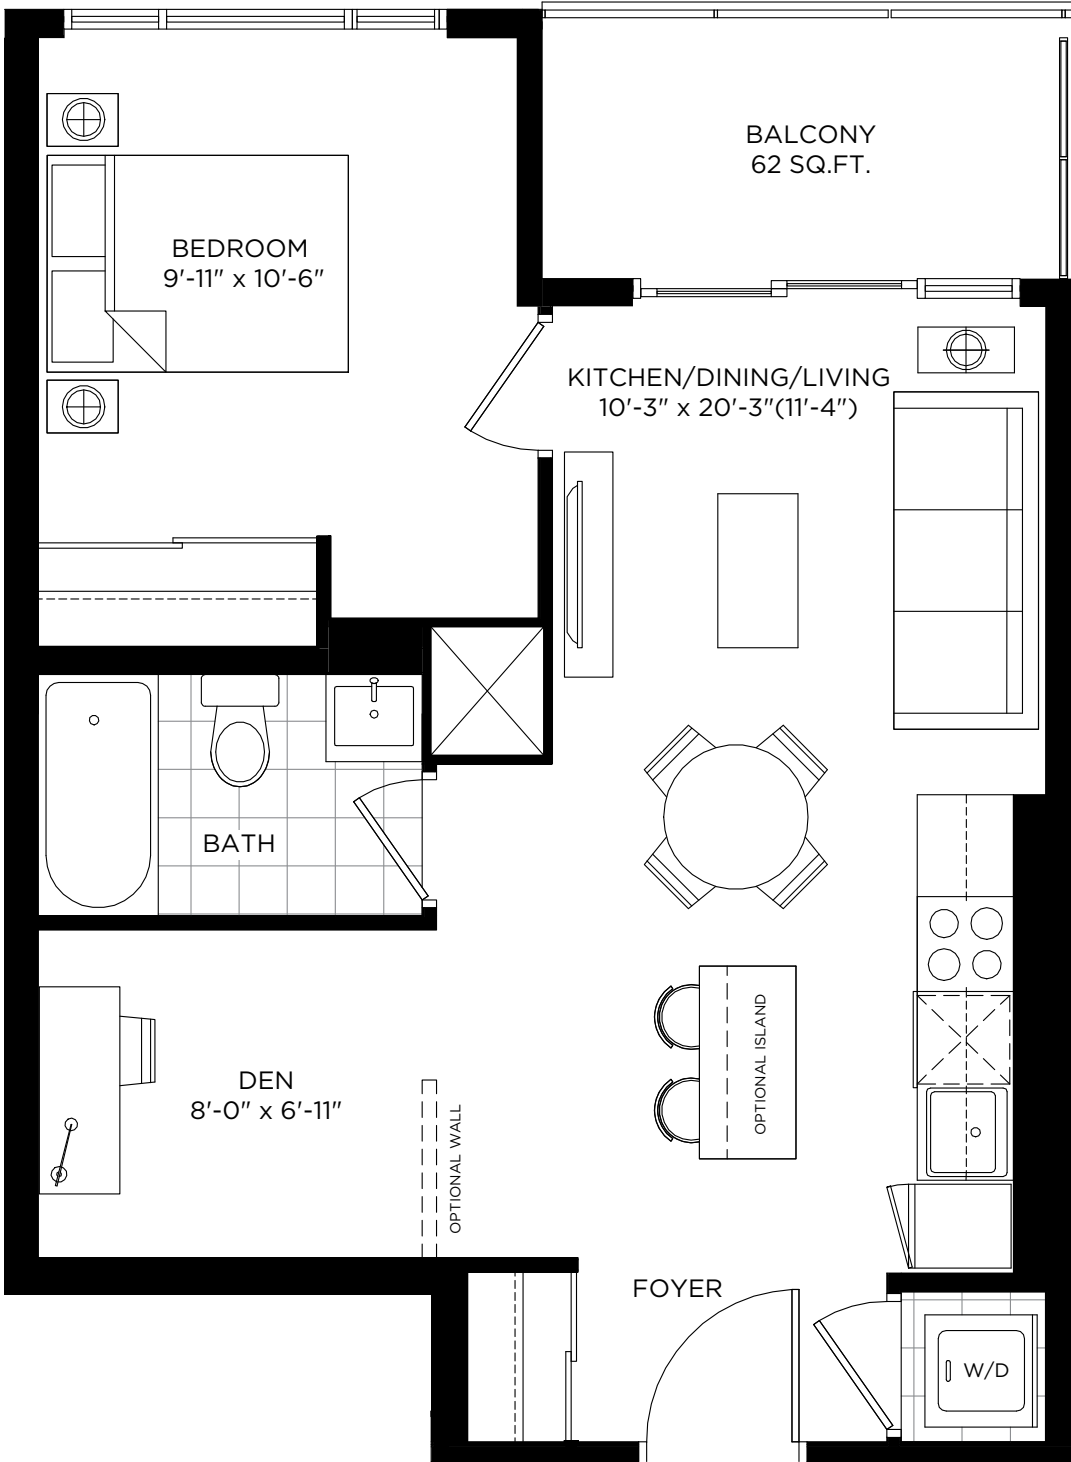 BALCONY
62 SQ.FT.
BEDROOM
9'-11" x 10'-6"
KITCHEN/DINING/LIVING
10'-3" x 20'-3"(11'-4")
BATH
DEN
8'-0" x 6'-11"
OPTIONAL WALL
OPTIONAL ISLAND
FOYER
W/D